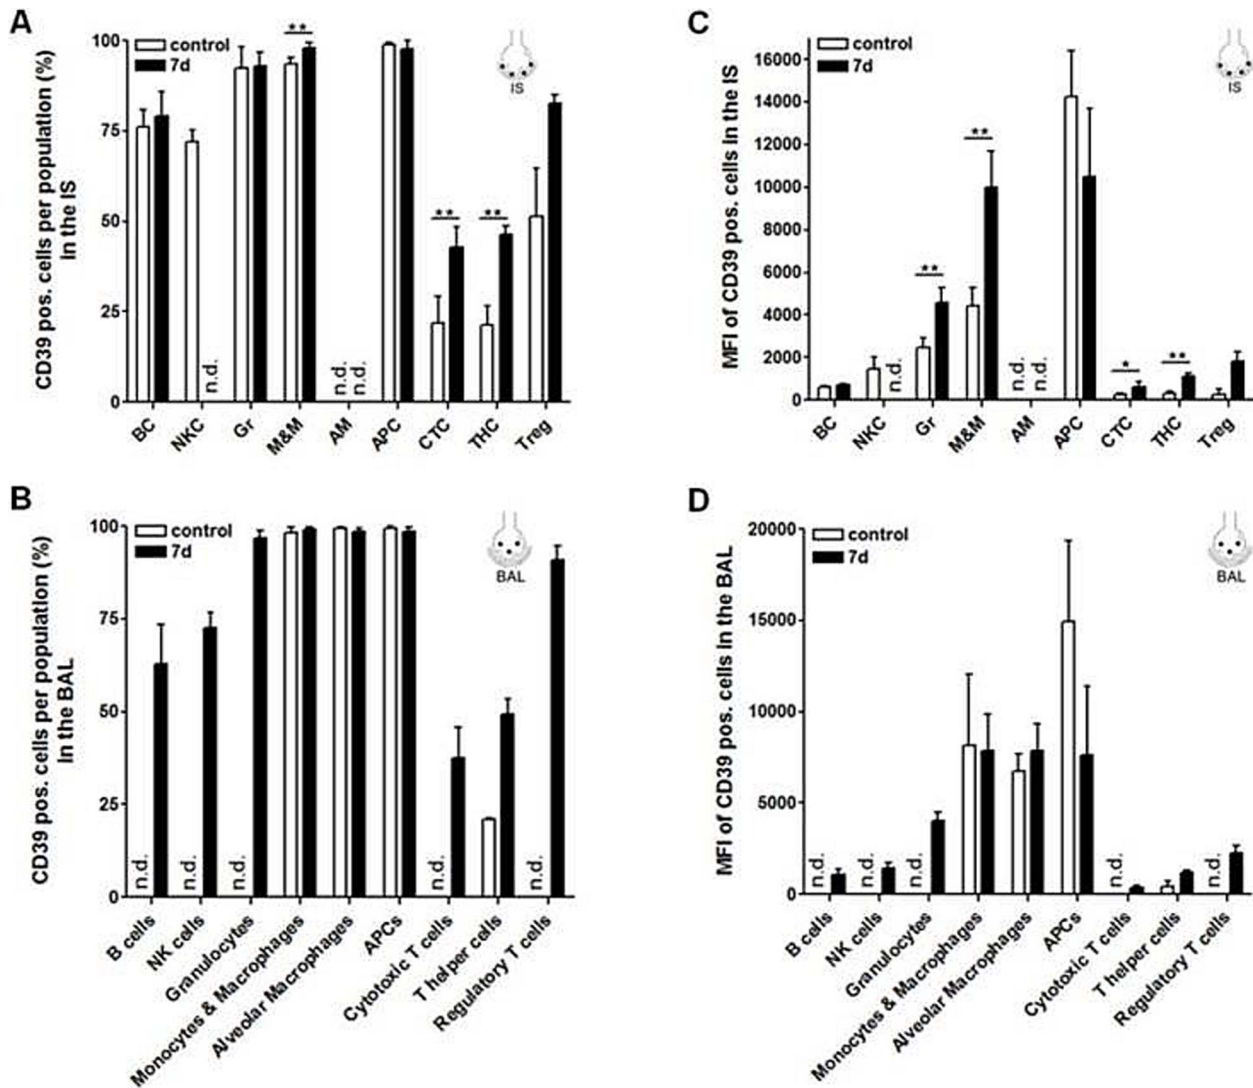 A
CD39 pos. cells per population (%)
In the IS
100
75
50
25
0
control
7d
**
**
**
IS
n.d.
n.d.
n.d.
BC
NKC
Gr
M&M
AM
APC
CTC
THC
Treg
C
MFI of CD39 pos. cells in the IS
16000
14000
12000
10000
8000
6000
4000
2000
0
control
7d
**
**
*
**
IS
n.d.
n.d.
n.d.
BC
NKC
Gr
M&M
AM
APC
CTC
THC
Treg
B
CD39 pos. cells per population (%)
In the BAL
100
75
50
25
0
control
7d
BAL
n.d.
n.d.
n.d.
n.d.
n.d.
B cells
NK cells
Granulocytes
Monocytes & Macrophages
Alveolar Macrophages
APCs
Cytotoxic T cells
T helper cells
Regulatory T cells
D
MFI of CD39 pos. cells in the BAL
20000
15000
10000
5000
0
control
7d
BAL
n.d.
n.d.
n.d.
n.d.
n.d.
B cells
NK cells
Granulocytes
Monocytes & Macrophages
Alveolar Macrophages
APCs
Cytotoxic T cells
T helper cells
Regulatory T cells